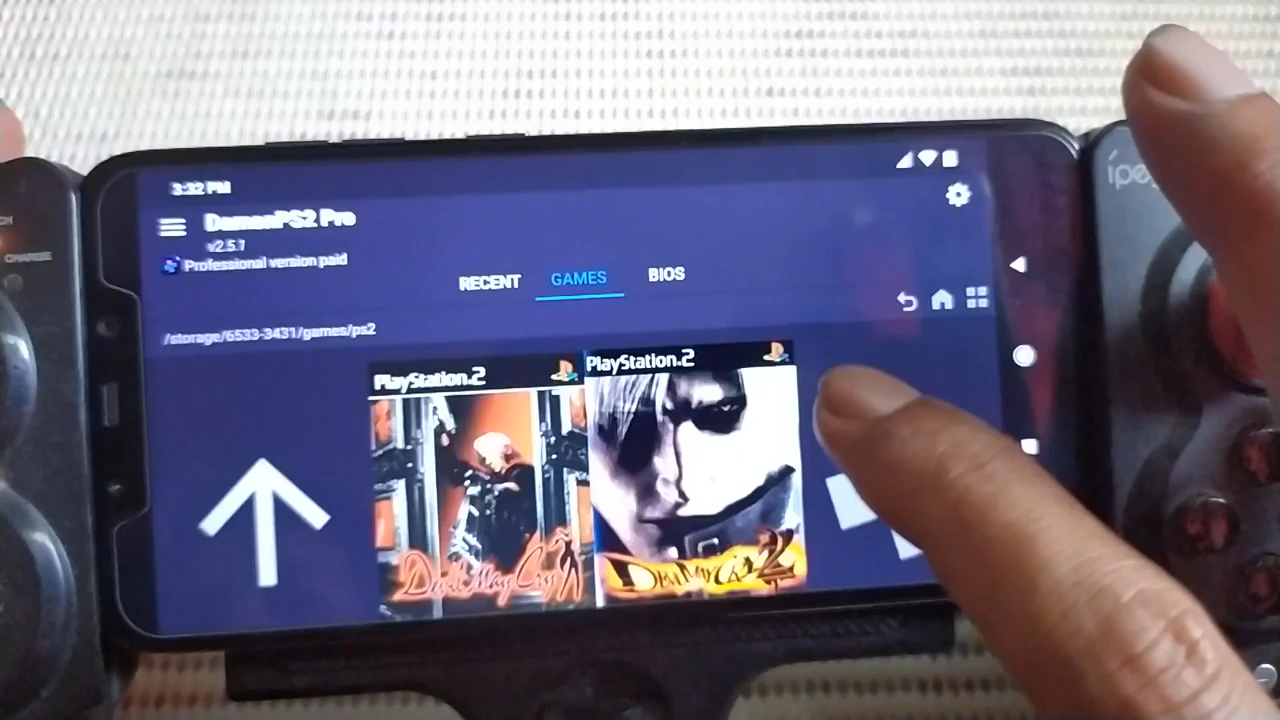 3:32 PM
DamonPS2 Pro
v2.5.1
Professional version paid
RECENT GAMES BIOS
/storage/6533-3431/games/ps2
PlayStation.2
PlayStation.2
Devil May Cry
Devil May Cry 2
CHARGE